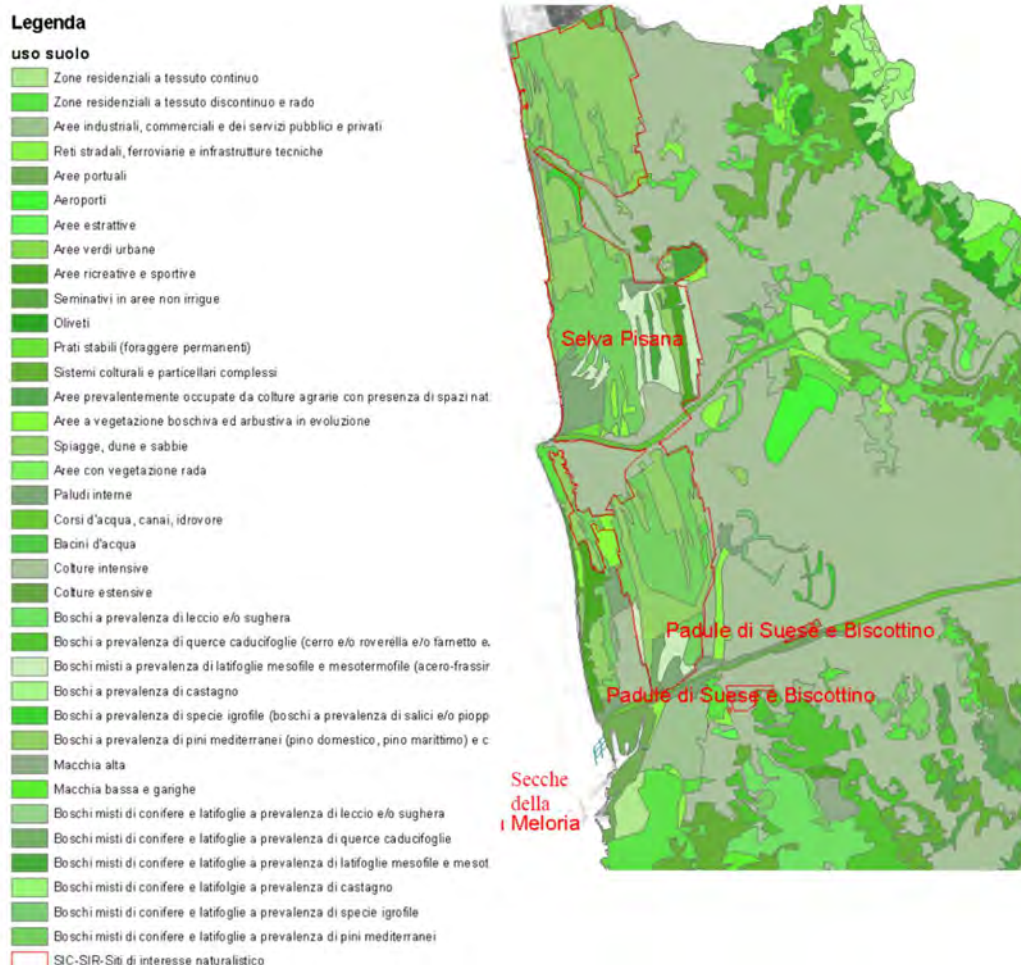 Legenda
uso suolo
Zone residenziali a tessuto continuo
Zone residenziali a tessuto discontinuo e rado
Aree industriali, commerciali e dei servizi pubblici e privati
Reti stradali, ferroviarie e infrastrutture tecniche
Aree portuali
Aeroporti
Aree estrattive
Aree verdi urbane
Aree ricreative e sportive
Seminativi in aree non irrigue
Oliveti
Prati stabili (foraggere permanenti)
Sistemi colturali e particellari complessi
Aree prevalentemente occupate da colture agrarie con presenza di spazi nat
Aree a vegetazione boschiva ed arbustiva in evoluzione
Spiagge, dune e sabbie
Aree con vegetazione rada
Paludi interne
Corsi d'acqua, canai, idrovore
Bacini d'acqua
Colture intensive
Colture estensive
Boschi a prevalenza di leccio e/o sughera
Boschi a prevalenza di querce caducifoglie (cerro e/o roverella e/o farnetto e.
Boschi misti a prevalenza di latifoglie mesofile e mesotermofile (acero-frassir
Boschi a prevalenza di castagno
Boschi a prevalenza di specie igrofile (boschi a prevalenza di salici e/o piopp
Boschi a prevalenza di pini mediterranei (pino domestico, pino marittimo) e c
Macchia alta
Macchia bassa e garighe
Boschi misti di conifere e latifoglie a prevalenza di leccio e/o sughera
Boschi misti di conifere e latifoglie a prevalenza di querce caducifoglie
Boschi misti di conifere e latifoglie a prevalenza di latifoglie mesofile e mesot
Boschi misti di conifere e latifolgie a prevalenza di castagno
Boschi misti di conifere e latifoglie a prevalenza di specie igrofile
Boschi misti di conifere e latifoglie a prevalenza di pini mediterranei
SIC-SIR-Siti di interesse naturalistico
Selva Pisana
Padule di Suese e Biscottino
Padule di Suese e Biscottino
Secche
della
Meloria